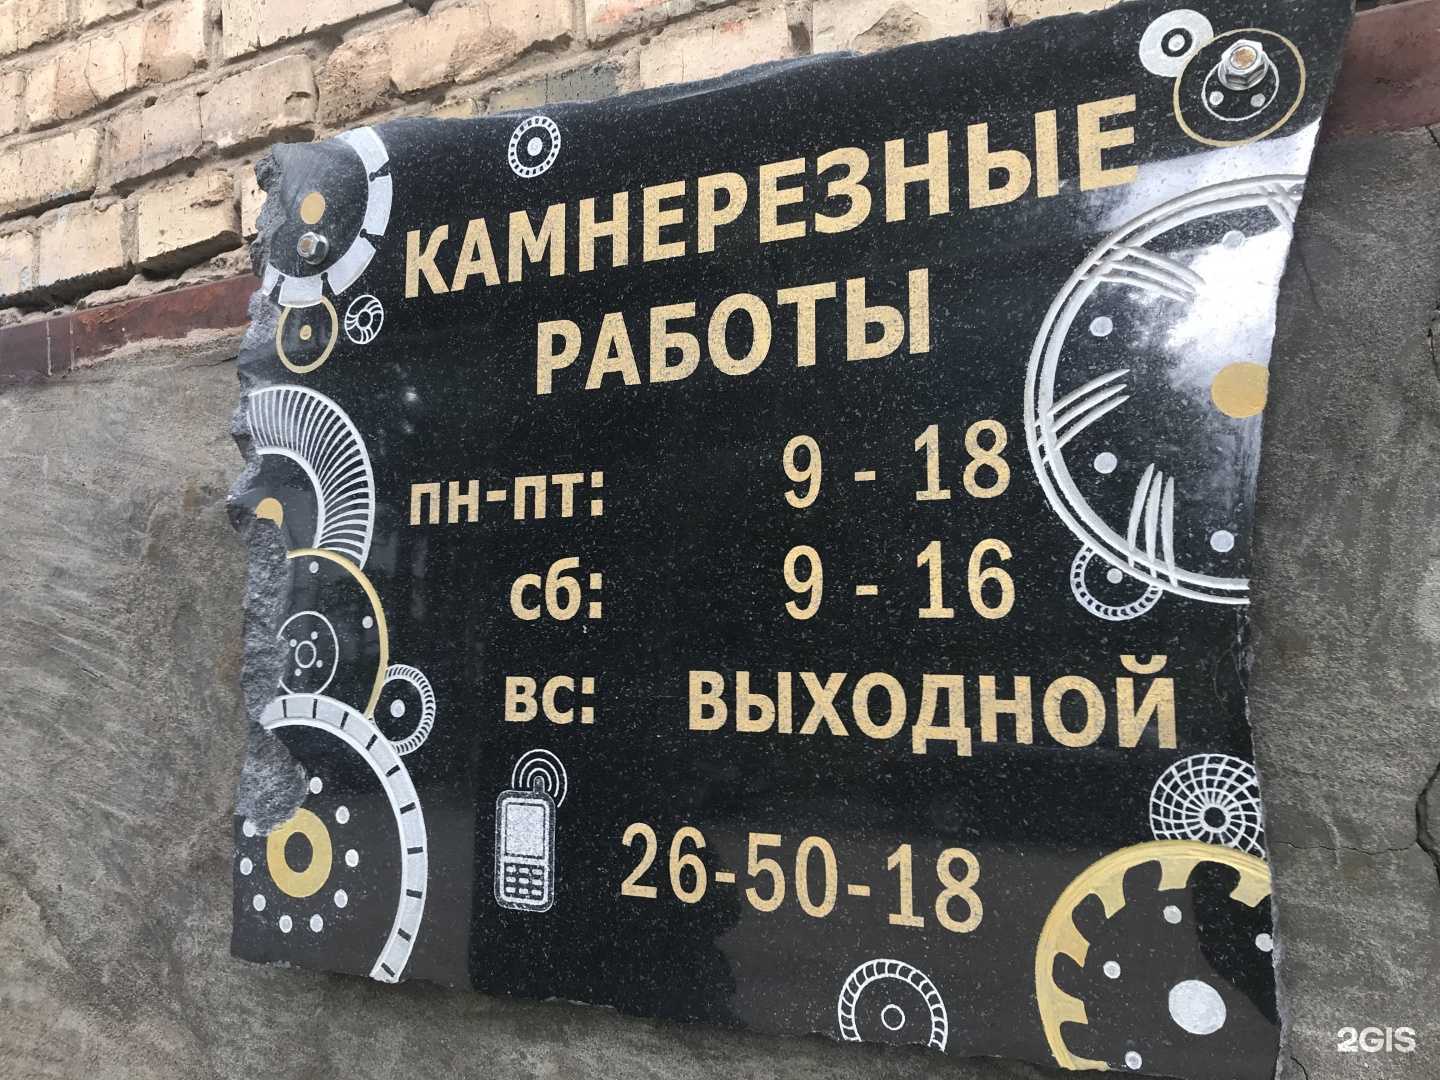 КАМНЕРЕЗНЫЕ
РАБОТЫ
пн-пт: 9 - 18
сб: 9 - 16
вс: ВЫХОДНОЙ
26-50-18
2GIS